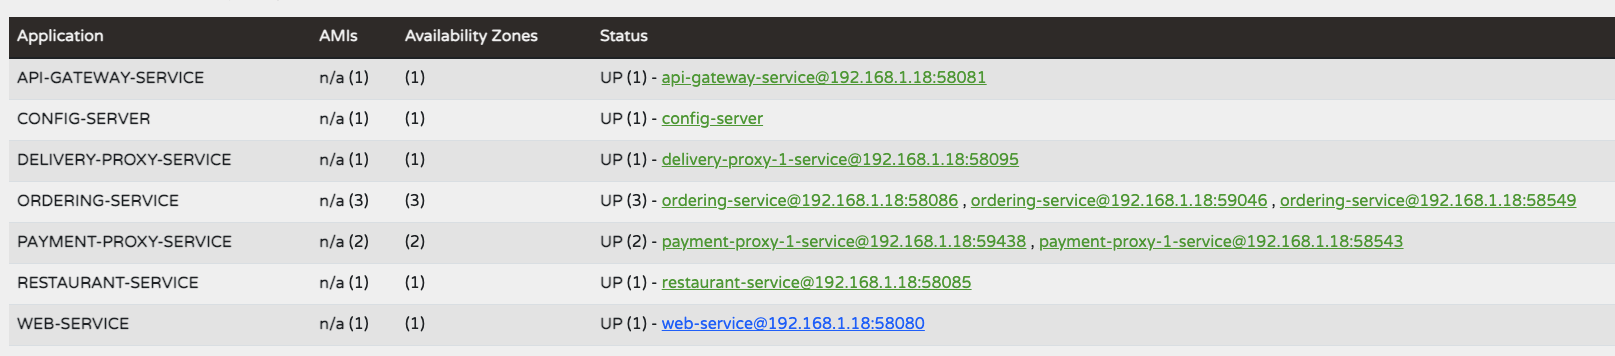 Application AMIs Availability Zones Status
API-GATEWAY-SERVICE n/a (1) (1) UP (1) - api-gateway-service@192.168.1.18:58081
CONFIG-SERVER n/a (1) (1) UP (1) - config-server
DELIVERY-PROXY-SERVICE n/a (1) (1) UP (1) - delivery-proxy-1-service@192.168.1.18:58095
ORDERING-SERVICE n/a (3) (3) UP (3) - ordering-service@192.168.1.18:58086 , ordering-service@192.168.1.18:59046 , ordering-service@192.168.1.18:58549
PAYMENT-PROXY-SERVICE n/a (2) (2) UP (2) - payment-proxy-1-service@192.168.1.18:59438 , payment-proxy-1-service@192.168.1.18:58543
RESTAURANT-SERVICE n/a (1) (1) UP (1) - restaurant-service@192.168.1.18:58085
WEB-SERVICE n/a (1) (1) UP (1) - web-service@192.168.1.18:58080